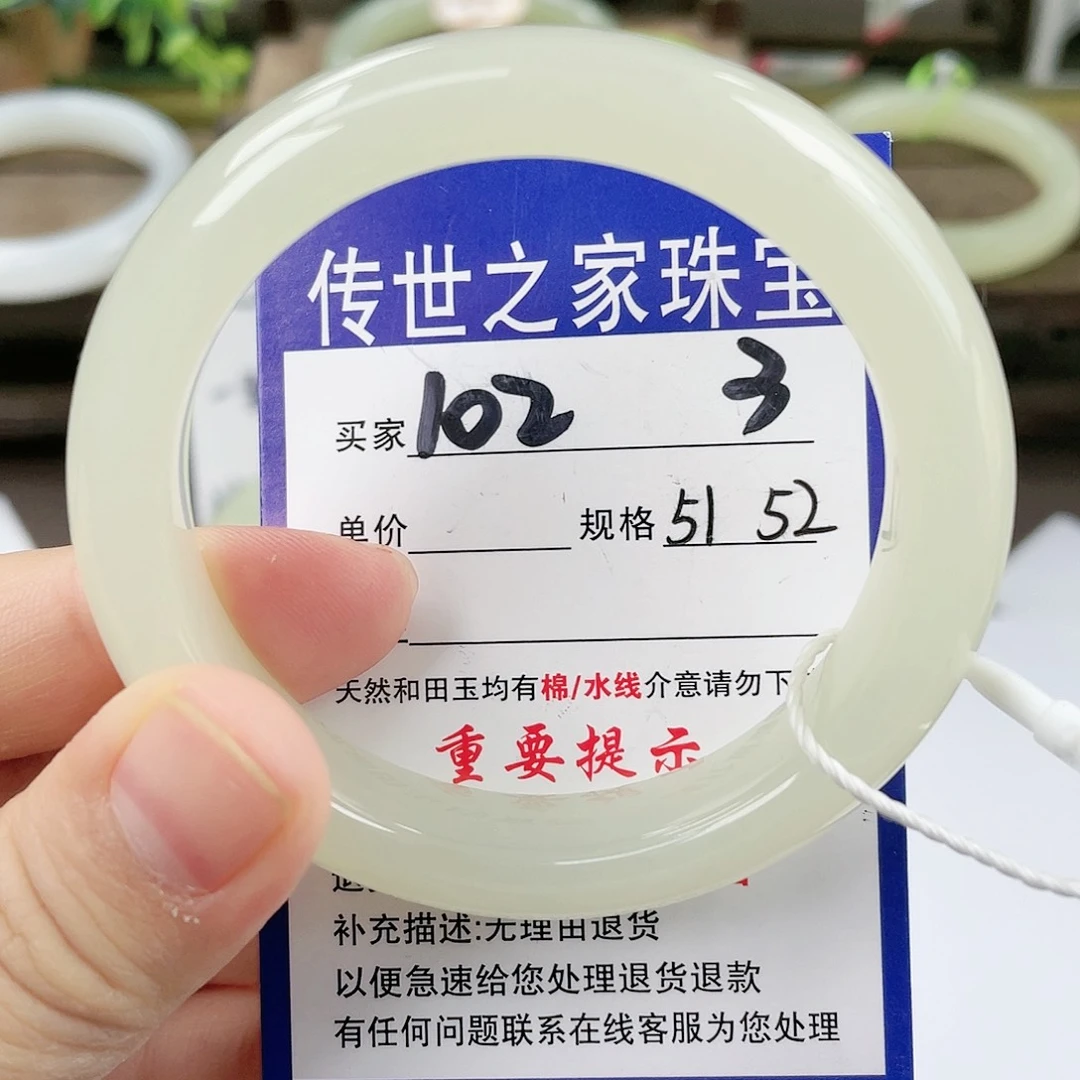 传世之家珠宝
买家 102 3
单价 规格 51 52
天然和田玉均有棉/水线介意请勿下
重要提示
补充描述:无理由退货
以便急速给您处理退货退款
有任何问题联系在线客服为您处理